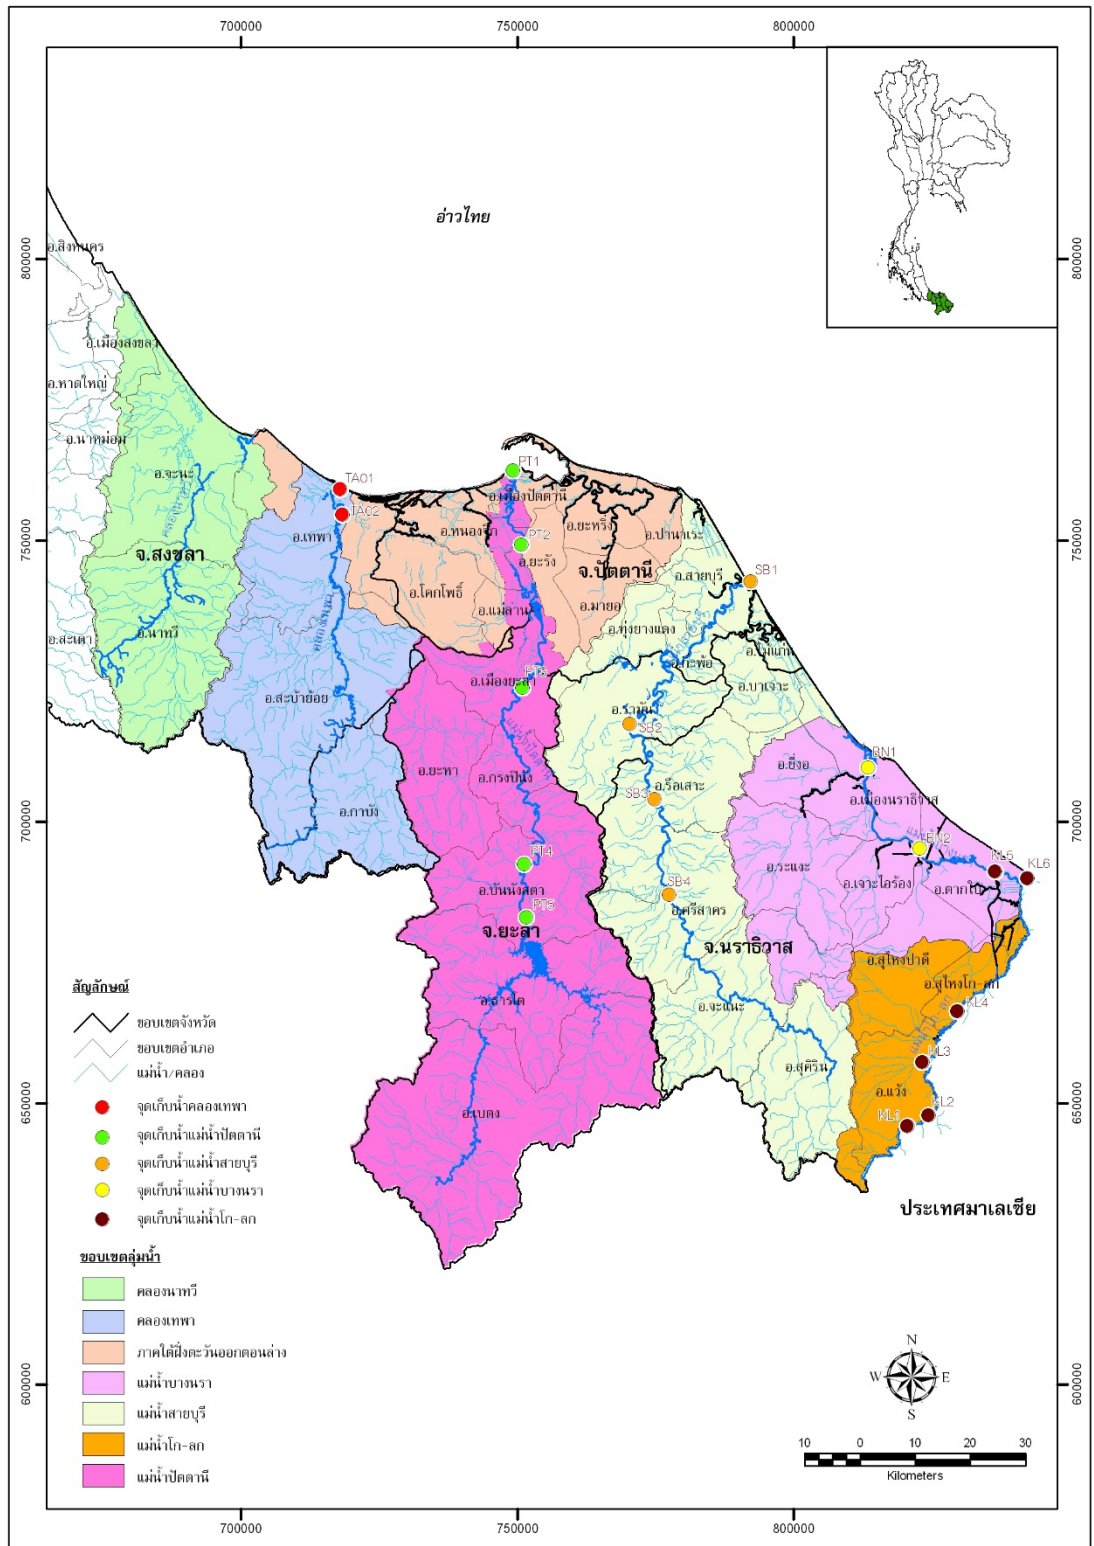 700000
750000
800000
อ่าวไทย
800000
800000
อ.สิงหนคร
อ.เมืองสงขลา
อ.หาดใหญ่
อ.นาหม่อม
อ.จะนะ
TA01
PT1
อ.เมืองปัตตานี
TA02
อ.เทพา
อ.หนองจิก
PT2
อ.ยะหริ่ง
อ.ปานาเระ
750000
750000
จ.สงขลา
อ.ยะรัง
จ.ปัตตานี
อ.สายบุรี
SB1
อ.โคกโพธิ์
อ.แม่ลาน
อ.มายอ
อ.ทุ่งยางแดง
อ.สะเดา
อ.นาทวี
คลองเทพา
อ.กะพ้อ
อ.ไม้แก่น
อ.เมืองยะลา
อ.บาเจาะ
อ.สะบ้าย้อย
อ.รามัน
SB2
BN1
อ.ยะหา
อ.กรงปินัง
อ.ยี่งอ
SB3
อ.รือเสาะ
อ.เมืองนราธิวาส
700000
700000
อ.กาบัง
PT4
อ.ระแงะ
BN2
KL5
KL6
อ.บันนังสตา
SB4
อ.เจาะไอร้อง
อ.ตากใบ
PT5
อ.ศรีสาคร
จ.ยะลา
จ.นราธิวาส
อ.สุไหงปาดี
อ.สุไหงโก-ลก
อ.ธารโต
อ.จะแนะ
KL4
KL3
อ.สุคิริน
อ.แว้ง
650000
650000
อ.เบตง
KL1
KL2
ประเทศมาเลเซีย
สัญลักษณ์
ขอบเขตจังหวัด
ขอบเขตอำเภอ
แม่น้ำ/คลอง
จุดเก็บน้ำคลองเทพา
จุดเก็บน้ำแม่น้ำปัตตานี
จุดเก็บน้ำแม่น้ำสายบุรี
จุดเก็บน้ำแม่น้ำบางนรา
จุดเก็บน้ำแม่น้ำโก-ลก
ขอบเขตลุ่มน้ำ
คลองนาทวี
คลองเทพา
ภาคใต้ฝั่งตะวันออกตอนล่าง
แม่น้ำบางนรา
แม่น้ำสายบุรี
แม่น้ำโก-ลก
แม่น้ำปัตตานี
600000
600000
N
W
E
S
10 0 10 20 30
Kilometers
700000
750000
800000